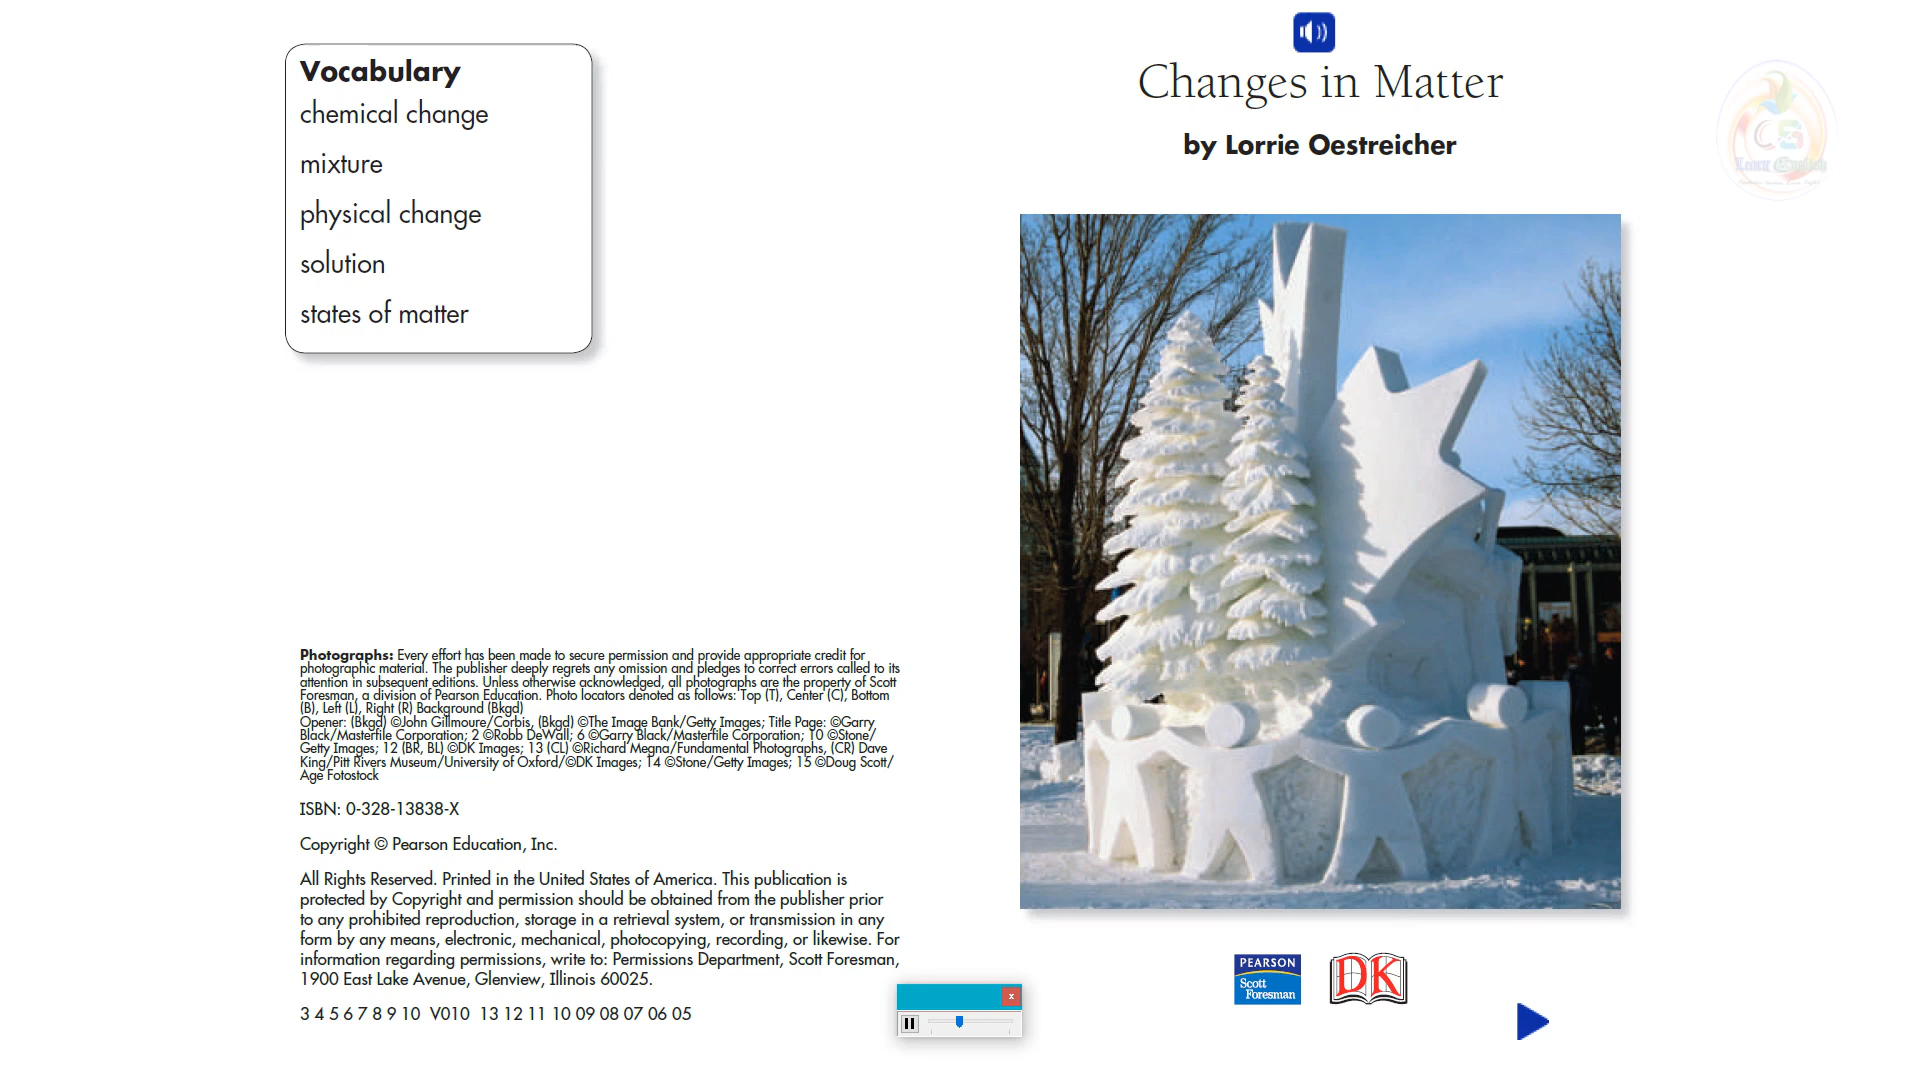 Vocabulary
chemical change
mixture
physical change
solution
states of matter
Photographs: Every effort has been made to secure permission and provide appropriate credit for
photographic material. The publisher deeply regrets any omission and pledges to correct errors called to its
attention in subsequent editions. Unless otherwise acknowledged, all photographs are the property of Scott
Foresman, a division of Pearson Education. Photo locators denoted as follows: Top (T), Center (C), Bottom
(B), Left (L), Right (R) Background (Bkgd)
Opener: (Bkgd) ©John Gillmoure/Corbis, (Bkgd) ©The Image Bank/Getty Images; Title Page: ©Garry
Black/Masterfile Corporation; 2 ©Robb DeWall; 6 ©Garry Black/Masterfile Corporation; 10 ©Stone/
Getty Images; 12 (BR, BL) ©DK Images; 13 (CL) ©Richard Megna/Fundamental Photographs, (CR) Dave
King/Pitt Rivers Museum/University of Oxford/©DK Images; 14 ©Stone/Getty Images; 15 ©Doug Scott/
Age Fotostock
ISBN: 0-328-13838-X
Copyright © Pearson Education, Inc.
All Rights Reserved. Printed in the United States of America. This publication is
protected by Copyright and permission should be obtained from the publisher prior
to any prohibited reproduction, storage in a retrieval system, or transmission in any
form by any means, electronic, mechanical, photocopying, recording, or likewise. For
information regarding permissions, write to: Permissions Department, Scott Foresman,
1900 East Lake Avenue, Glenview, Illinois 60025.
3 4 5 6 7 8 9 10 V010 13 12 11 10 09 08 07 06 05
Changes in Matter
by Lorrie Oestreicher
PEARSON
Scott
Foresman
DK
CS
Learn English
x